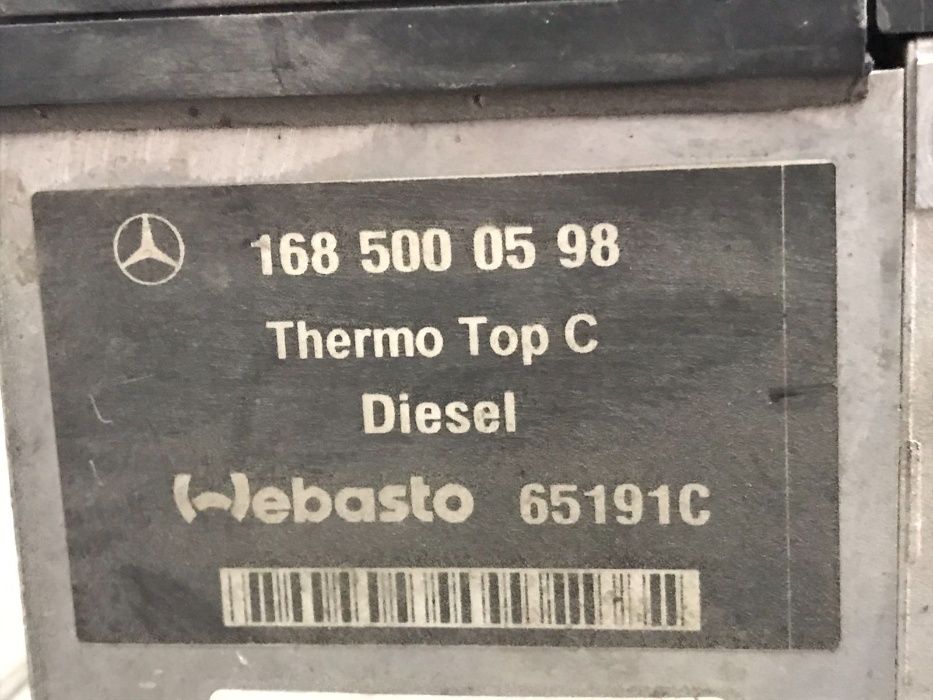 168 500 05 98
Thermo Top C
Diesel
Webasto 65191C